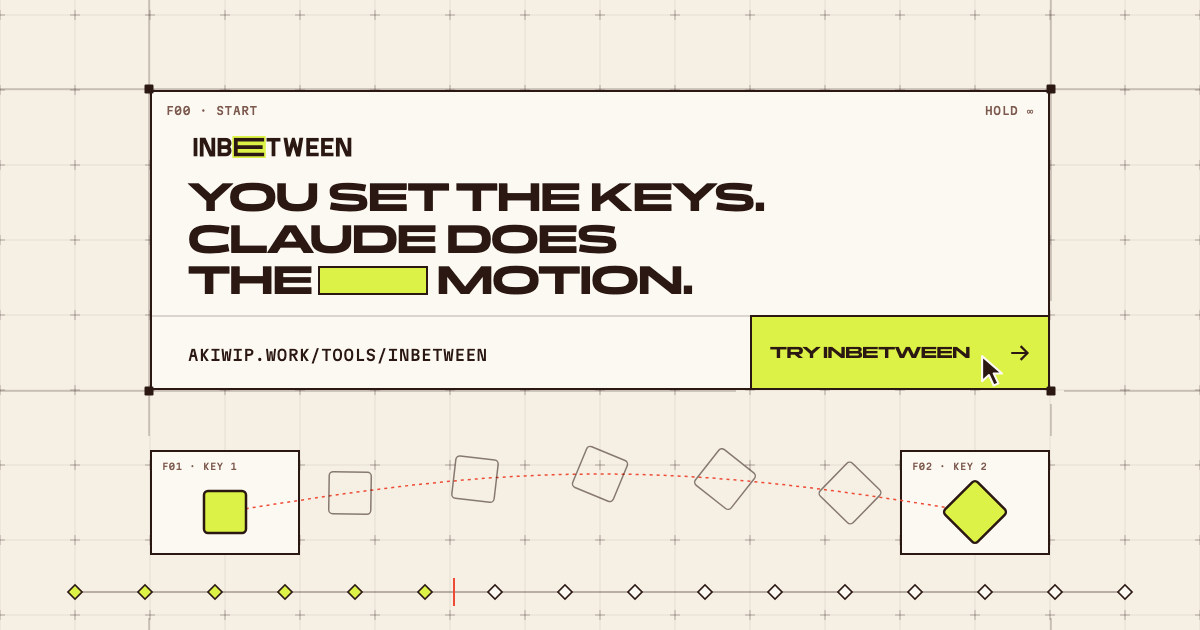 F00 · START
HOLD ∞
INBETWEEN
YOU SET THE KEYS.
CLAUDE DOES
THE MOTION.
AKIWIP.WORK/TOOLS/INBETWEEN
TRY INBETWEEN →
F01 · KEY 1
F02 · KEY 2